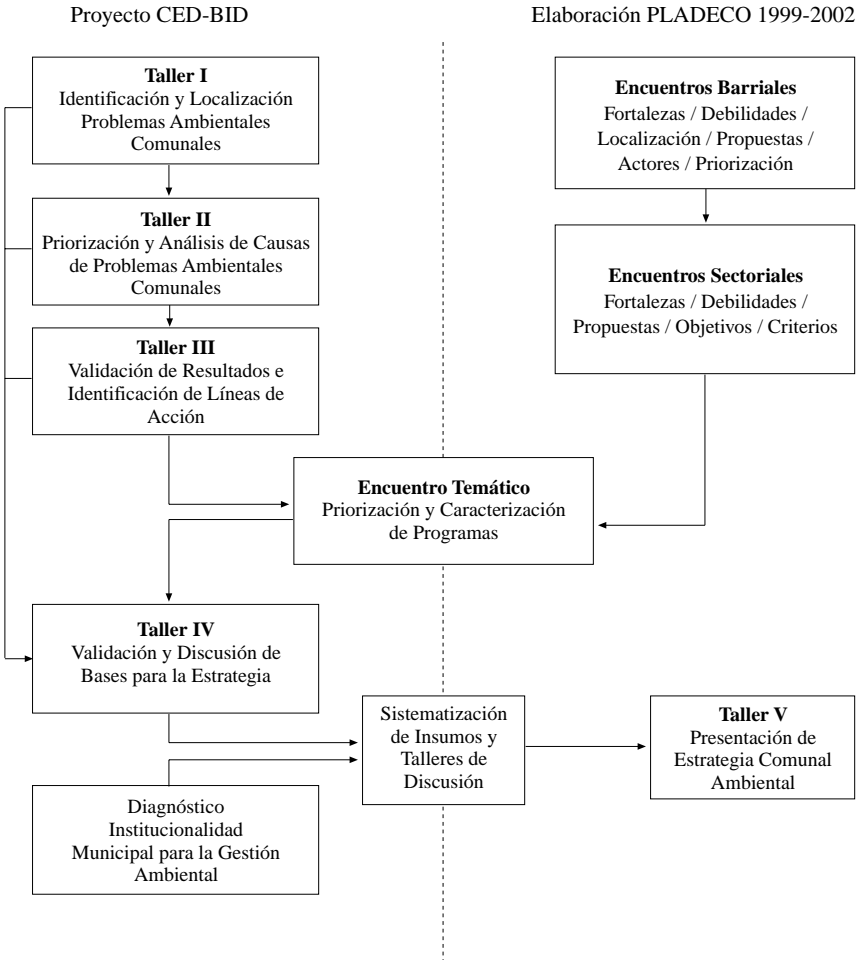 Proyecto CED-BID
Elaboración PLADECO 1999-2002
Taller I
Identificación y Localización
Problemas Ambientales
Comunales
Encuentros Barriales
Fortalezas / Debilidades /
Localización / Propuestas /
Actores / Priorización
Taller II
Priorización y Análisis de Causas
de Problemas Ambientales
Comunales
Encuentros Sectoriales
Fortalezas / Debilidades /
Propuestas / Objetivos / Criterios
Taller III
Validación de Resultados e
Identificación de Líneas de
Acción
Encuentro Temático
Priorización y Caracterización
de Programas
Taller IV
Validación y Discusión de
Bases para la Estrategia
Sistematización
de Insumos y
Talleres de
Discusión
Taller V
Presentación de
Estrategia Comunal
Ambiental
Diagnóstico
Institucionalidad
Municipal para la Gestión
Ambiental